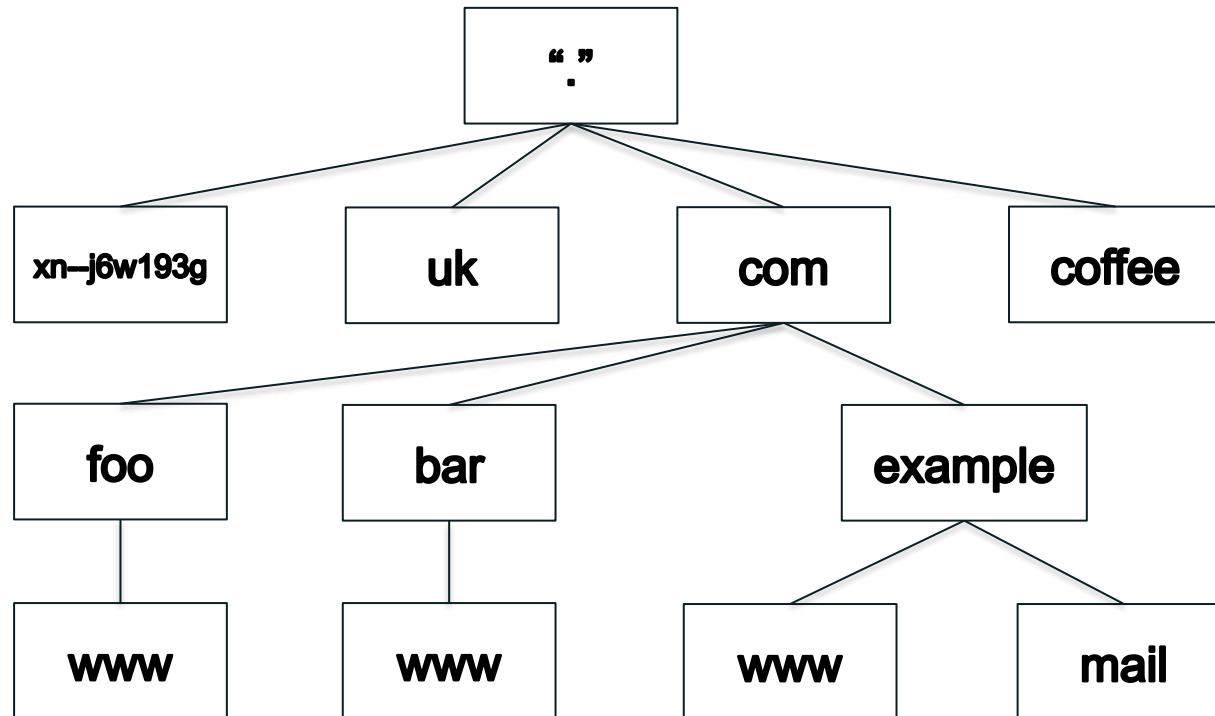 “.”
xn--j6w193g
uk
com
coffee
foo
bar
example
www
www
www
mail